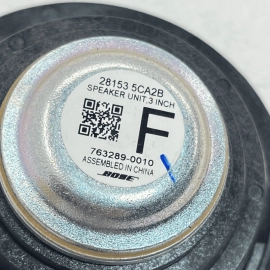 28153 5CA2B
SPEAKER UNIT,3 INCH
F
763289-0010
ASSEMBLED IN CHINA
BOSE